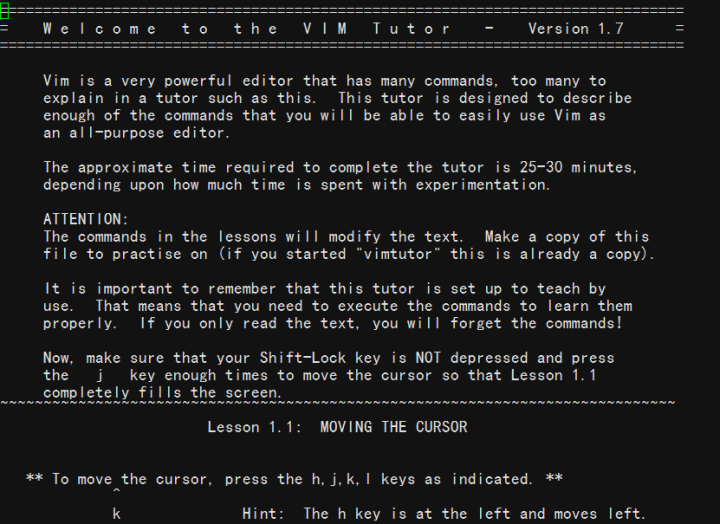 ===============================================================================
=    W e l c o m e   t o   t h e   V I M   T u t o r    -    Version 1.7      =
===============================================================================
Vim is a very powerful editor that has many commands, too many to
explain in a tutor such as this.  This tutor is designed to describe
enough of the commands that you will be able to easily use Vim as
an all-purpose editor.
The approximate time required to complete the tutor is 25-30 minutes,
depending upon how much time is spent with experimentation.
ATTENTION:
The commands in the lessons will modify the text.  Make a copy of this
file to practise on (if you started "vimtutor" this is already a copy).
It is important to remember that this tutor is set up to teach by
use.  That means that you need to execute the commands to learn them
properly.  If you only read the text, you will forget the commands!
Now, make sure that your Shift-Lock key is NOT depressed and press
the   j   key enough times to move the cursor so that Lesson 1.1
completely fills the screen.
~~~~~~~~~~~~~~~~~~~~~~~~~~~~~~~~~~~~~~~~~~~~~~~~~~~~~~~~~~~~~~~~~~~~~~~~~~~~~~
Lesson 1.1:  MOVING THE CURSOR
** To move the cursor, press the h,j,k,l keys as indicated. **
^
k              Hint:  The h key is at the left and moves left.